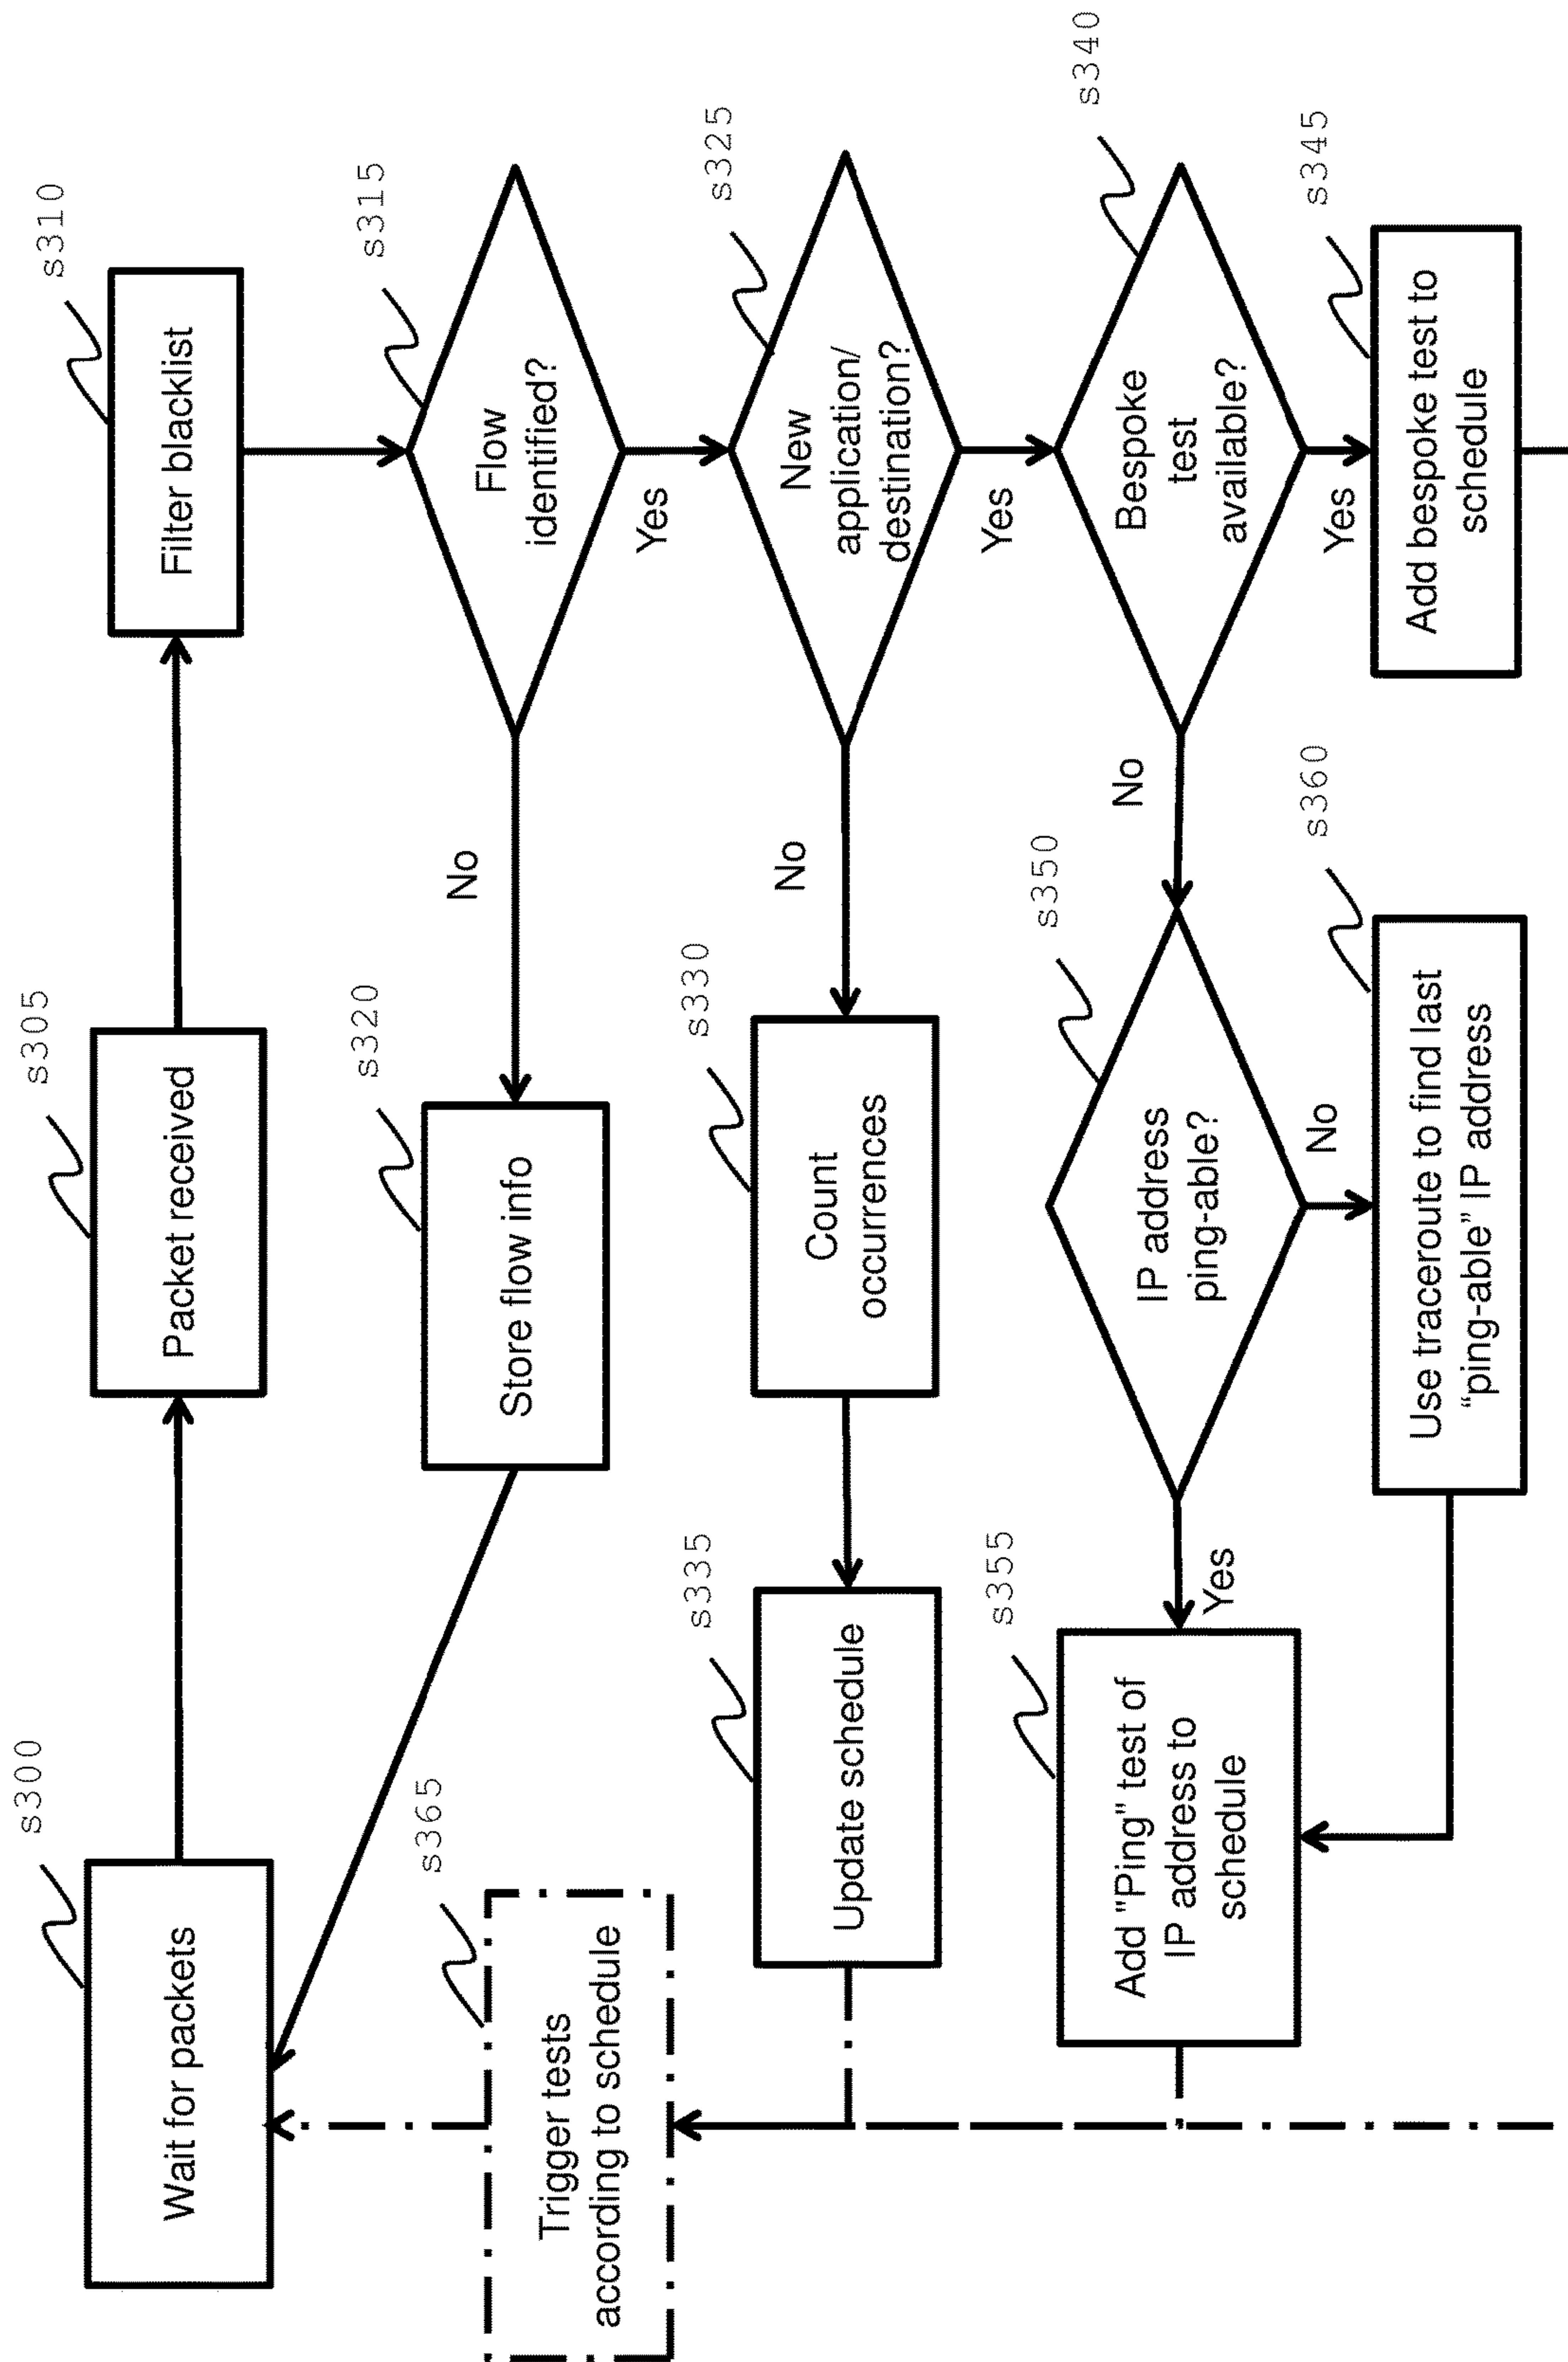 s300
Wait for packets
s305
Packet received
s310
Filter blacklist
s315
Flow
identified?
No
Yes
s320
Store flow info
s325
New
application/
destination?
No
Yes
s330
Count
occurrences
s335
Update schedule
s340
Bespoke
test
available?
No
Yes
s345
Add bespoke test to
schedule
s350
IP address
ping-able?
Yes
No
s355
Add "Ping" test of
IP address to
schedule
s360
Use traceroute to find last
“ping-able” IP address
s365
Trigger tests
according to schedule